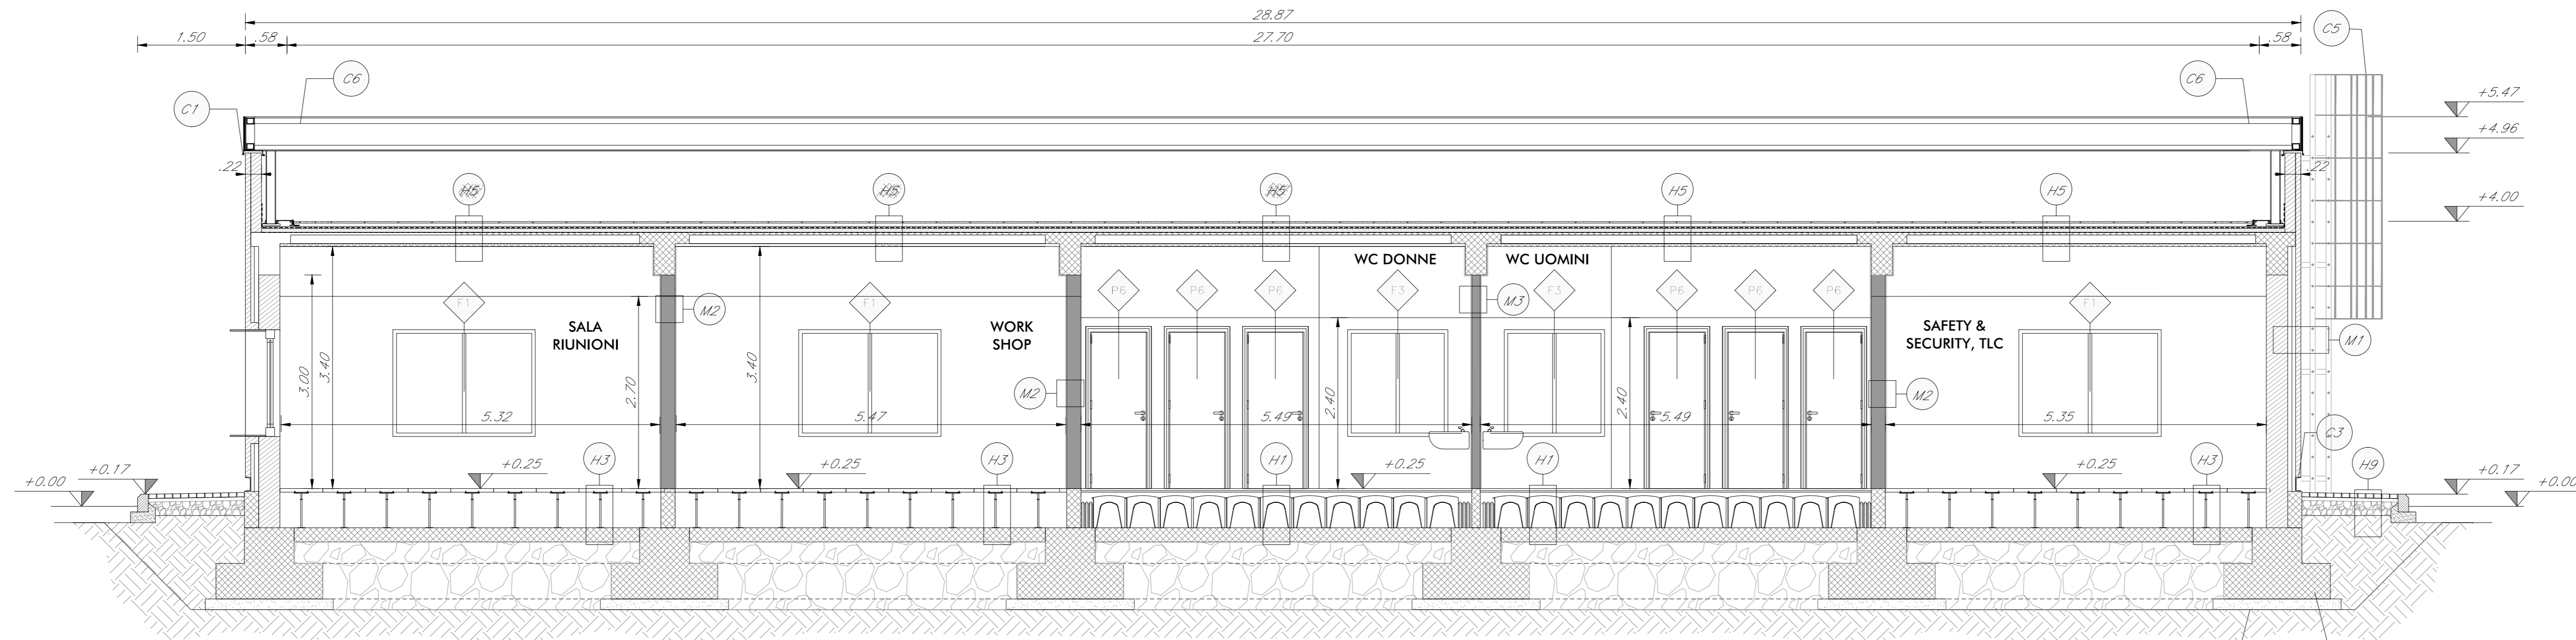 28.87
1.50 .58 27.70 .58 C5
C6 C6
C1
+5.47
+4.96
.22 .22
H5 H5 H5 H5 H5
+4.00
WC DONNE WC UOMINI
P6 P6 P6 F3 F3 P6 P6 P6
F1 F1 F1
M2 M3
SALA
RIUNIONI
WORK
SHOP
SAFETY &
SECURITY, TLC
M1
3.00 3.40 2.70 3.40 2.40 2.40
M2 M2
5.32 5.47 5.49 5.49 5.35
C3
H3 H3 H1 H1 H3 H9
+0.00 +0.17 +0.25 +0.25 +0.25 +0.25 +0.17 +0.00